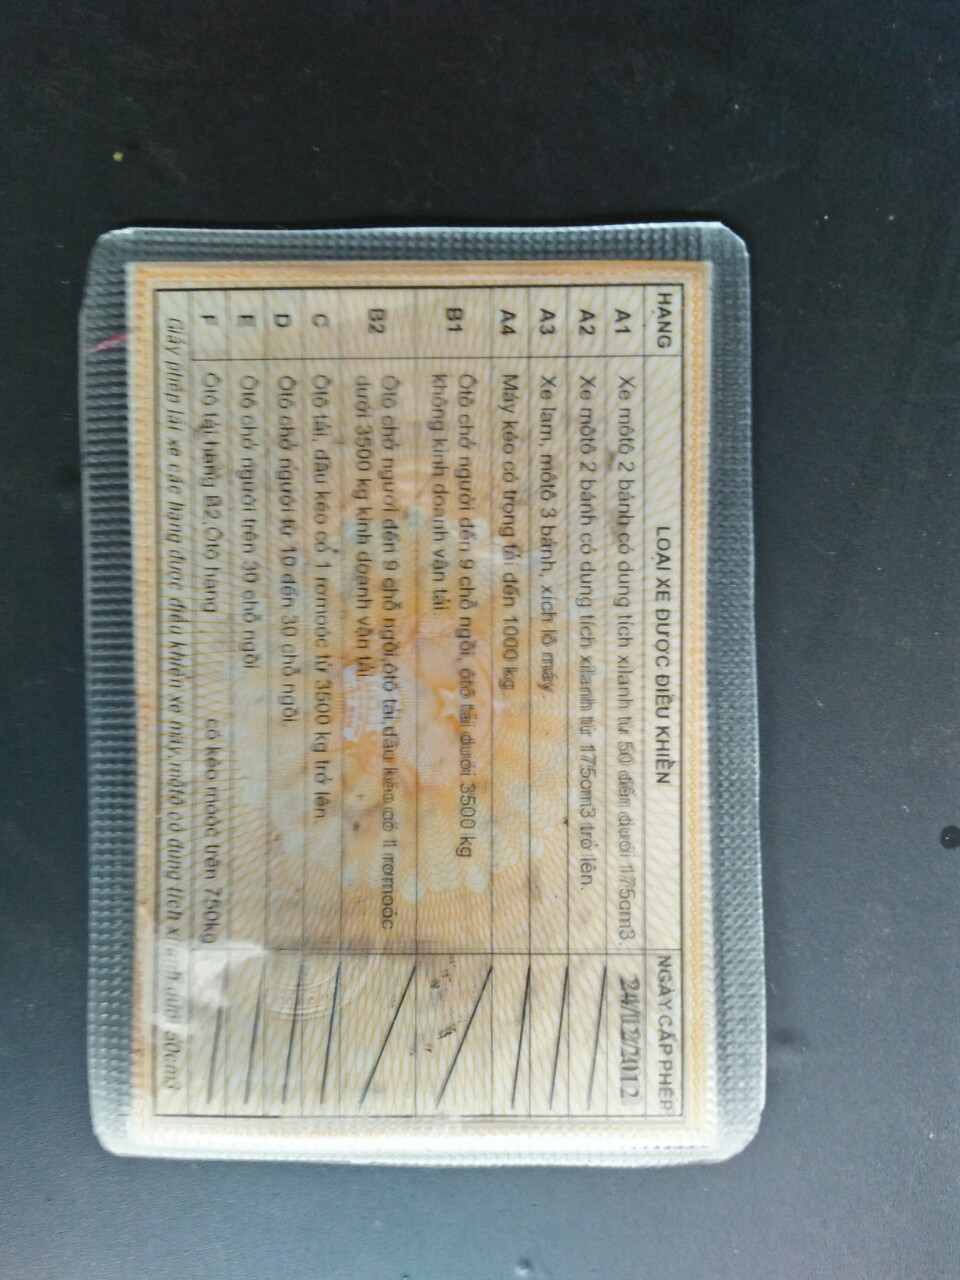 HẠNG LOẠI XE ĐƯỢC ĐIỀU KHIỂN NGÀY CẤP PHÉP
A1 Xe môtô 2 bánh có dung tích xilanh từ 50 đếm dưới 175cm3. 24/12/2012
A2 Xe môtô 2 bánh có dung tích xilanh từ 175cm3 trở lên.
A3 Xe lam, môtô 3 bánh, xích lô máy
A4 Máy kéo có trọng tải đến 1000 kg.
B1 Ôtô chở người đến 9 chỗ ngồi, ôtô tải dưới 3500 kg
không kinh doanh vận tải.
B2 Ôtô chở người đến 9 chỗ ngồi,ôtô tải, đầu kéo có 1 rơmoóc
dưới 3500 kg kinh doanh vận tải.
C Ôtô tải, đầu kéo có 1 rơmoóc từ 3500 kg trở lên.
D Ôtô chở người từ 10 đến 30 chỗ ngồi.
E Ôtô chở người trên 30 chỗ ngồi.
F Ôtô tải hạng B2,Ôtô hạng có kéo moóc trên 750kg
Giấy phép lái xe các hạng được điều khiển xe máy,môtô có dung tích xilanh dưới 50cm3